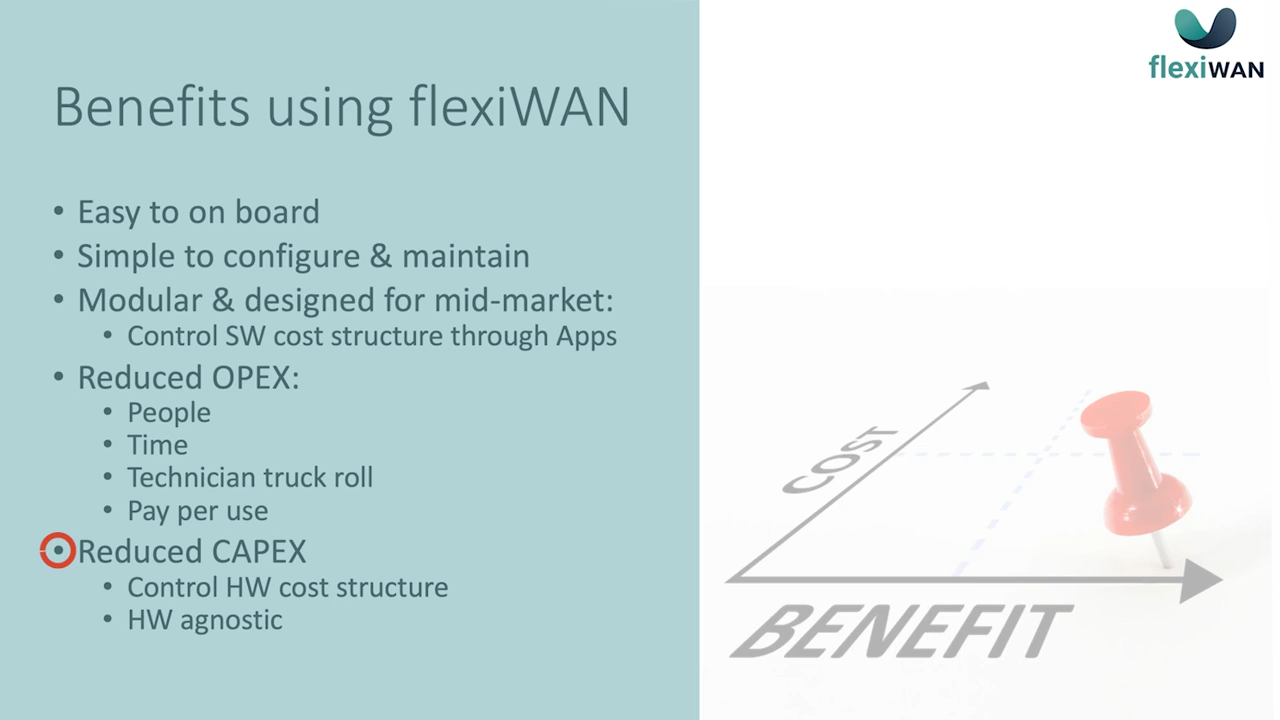 flexiWAN
Benefits using flexiWAN
• Easy to on board
• Simple to configure & maintain
• Modular & designed for mid-market:
• Control SW cost structure through Apps
• Reduced OPEX:
• People
• Time
• Technician truck roll
• Pay per use
• Reduced CAPEX
• Control HW cost structure
• HW agnostic
COST
BENEFIT